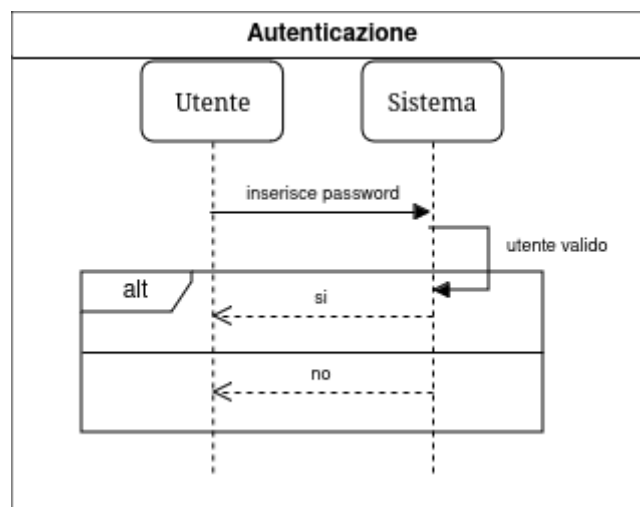 Autenticazione
Utente
Sistema
inserisce password
utente valido
alt
si
no